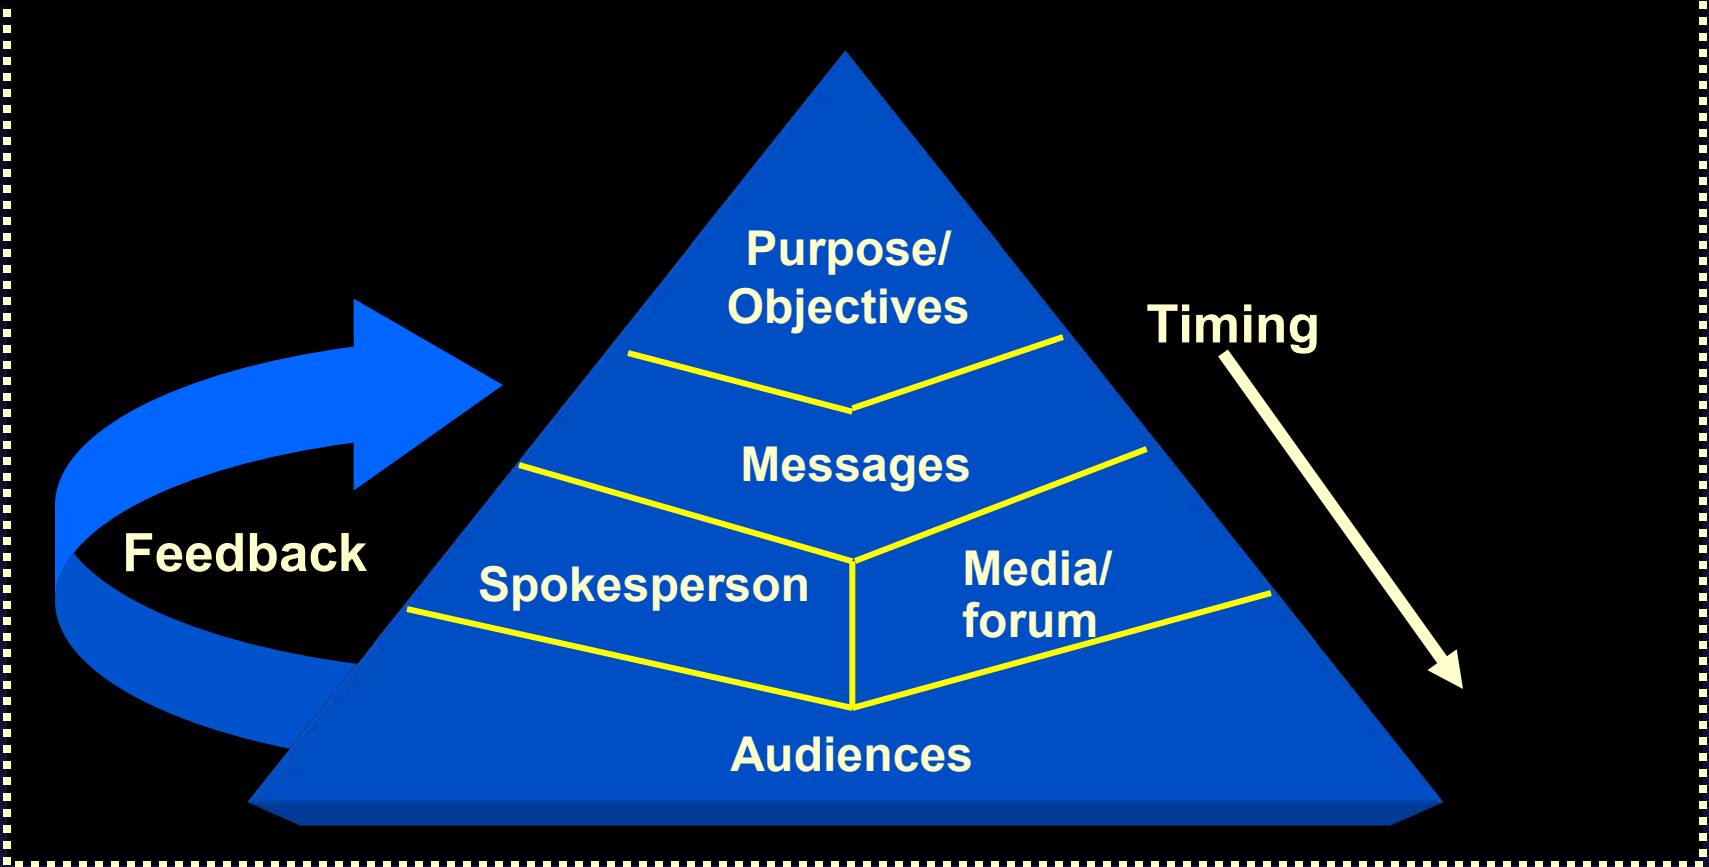 Purpose/
Objectives
Timing
Messages
Feedback
Spokesperson
Media/
forum
Audiences